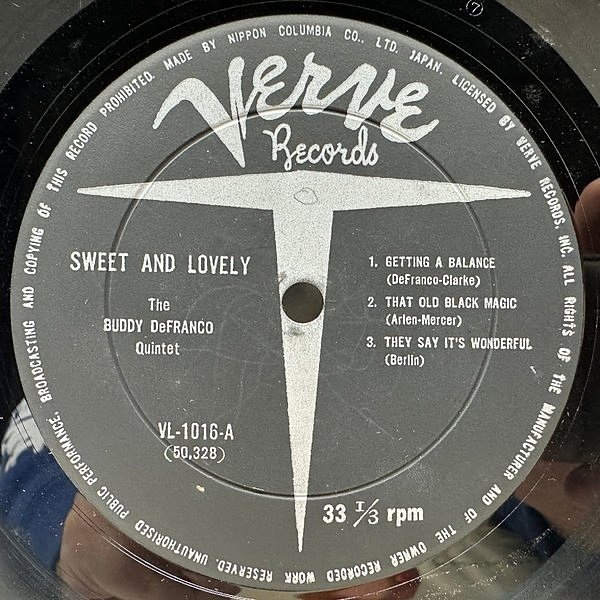 (7)
MADE BY NIPPON COLUMBIA CO., LTD. JAPAN. LICENSED BY VERVE RECORDS, INC. ALL RIGHTS OF THE MANUFACTURER AND OF THE OWNER RECORDED WORK RESERVED. UNAUTHORISED PUBLIC PERFORMANCE, BROADCASTING AND COPYING OF THIS RECORD PROHIBITED.
Verve
Records
SWEET AND LOVELY
The
BUDDY DeFRANCO
Quintet
1. GETTING A BALANCE
(DeFranco-Clarke)
2. THAT OLD BLACK MAGIC
(Arlen-Mercer)
3. THEY SAY IT'S WONDERFUL
(Berlin)
VL-1016-A
(50,328)
33 1/3 rpm